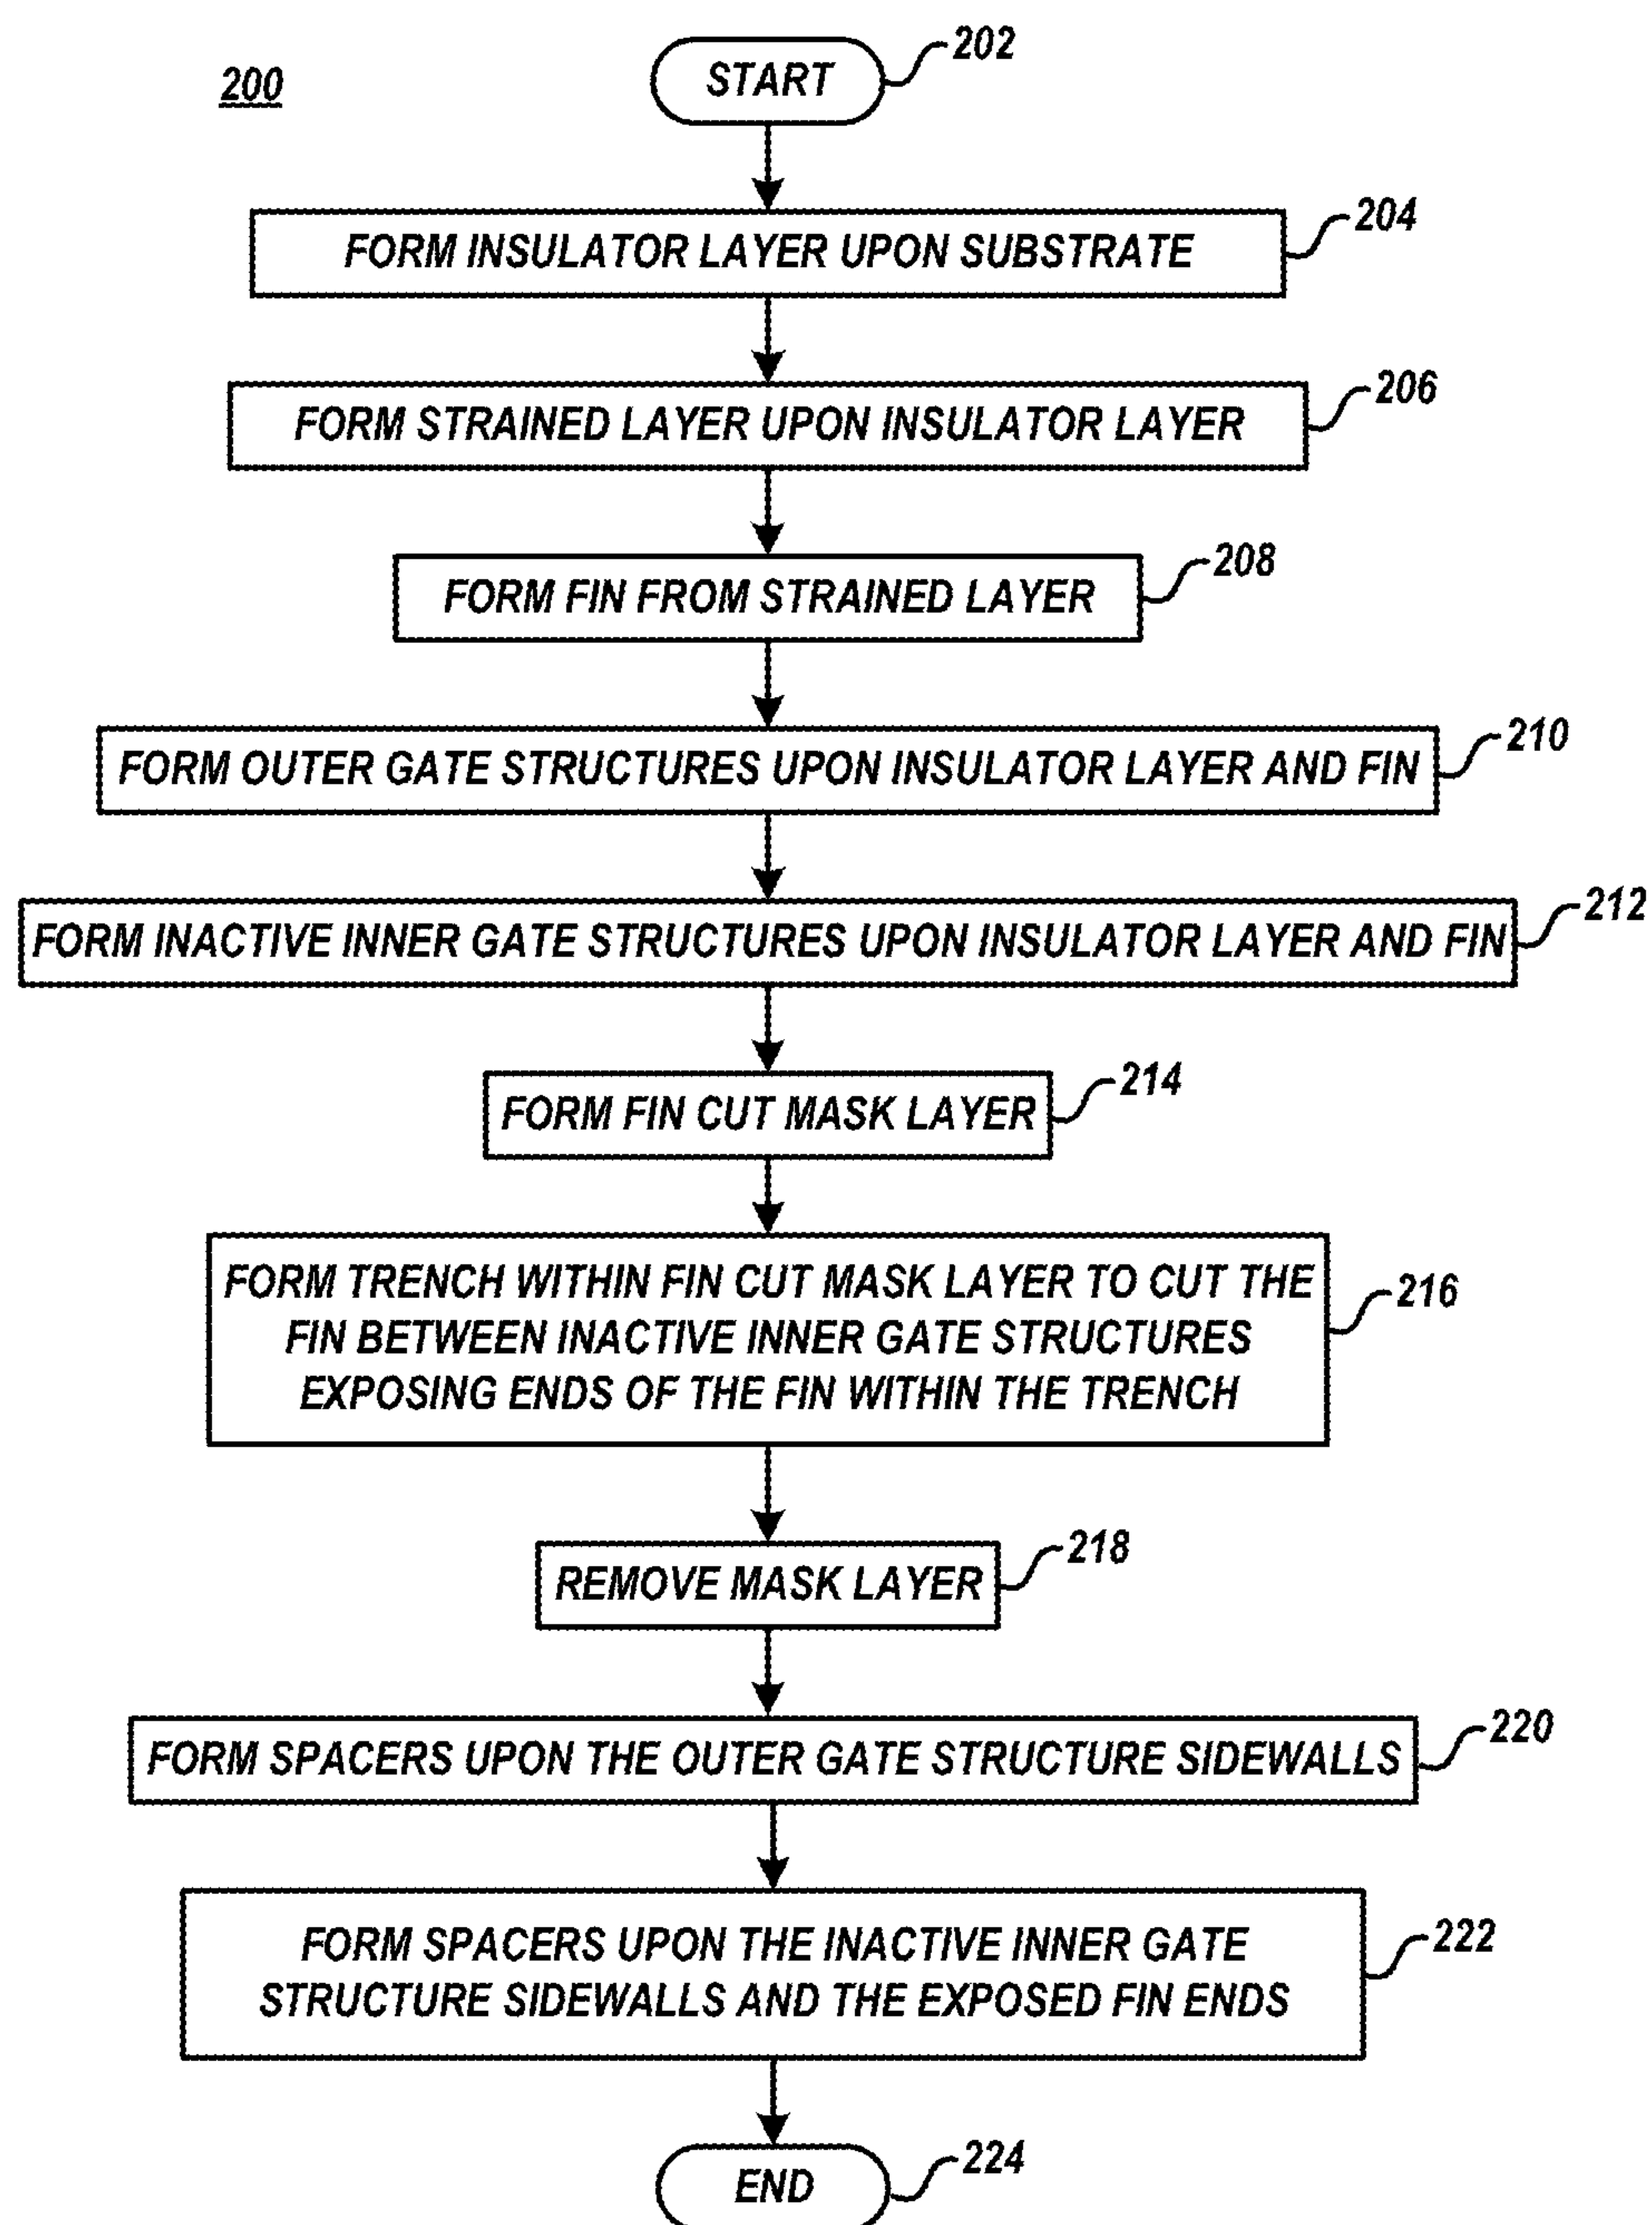 200
START
202
FORM INSULATOR LAYER UPON SUBSTRATE
204
FORM STRAINED LAYER UPON INSULATOR LAYER
206
FORM FIN FROM STRAINED LAYER
208
FORM OUTER GATE STRUCTURES UPON INSULATOR LAYER AND FIN
210
FORM INACTIVE INNER GATE STRUCTURES UPON INSULATOR LAYER AND FIN
212
FORM FIN CUT MASK LAYER
214
FORM TRENCH WITHIN FIN CUT MASK LAYER TO CUT THE
FIN BETWEEN INACTIVE INNER GATE STRUCTURES
EXPOSING ENDS OF THE FIN WITHIN THE TRENCH
216
REMOVE MASK LAYER
218
FORM SPACERS UPON THE OUTER GATE STRUCTURE SIDEWALLS
220
FORM SPACERS UPON THE INACTIVE INNER GATE
STRUCTURE SIDEWALLS AND THE EXPOSED FIN ENDS
222
END
224